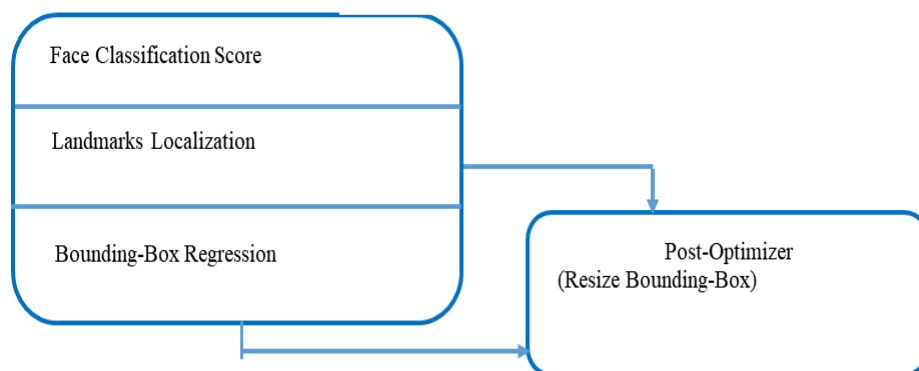 Face Classification Score
Landmarks Localization
Bounding-Box Regression
Post-Optimizer
(Resize Bounding-Box)